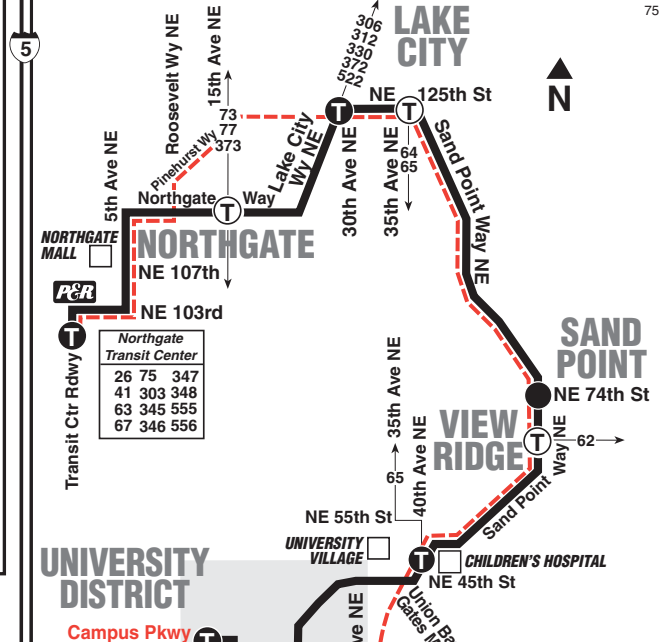 75
5
LAKE
CITY
306
312
330
372
522
Roosevelt Wy NE
15th Ave NE
NE 125th St
N
73
77
373
Pinehurst Wy
Lake City
Wy NE
30th Ave NE
35th Ave NE
64
65
Sand Point Way NE
5th Ave NE
Northgate Way
T
T
T
NORTHGATE
NORTHGATE
MALL
NE 107th
P&R
NE 103rd
T
Transit Ctr Rdwy
Northgate
Transit Center
26 75 347
41 303 348
63 345 555
67 346 556
SAND
POINT
NE 74th St
VIEW
RIDGE
T
62
Way NE
Sand Point
35th Ave NE
40th Ave NE
65
NE 55th St
UNIVERSITY
VILLAGE
T
CHILDREN'S HOSPITAL
NE 45th St
UNIVERSITY
DISTRICT
Campus Pkwy
T
ve NE
Union Ba
Gates M